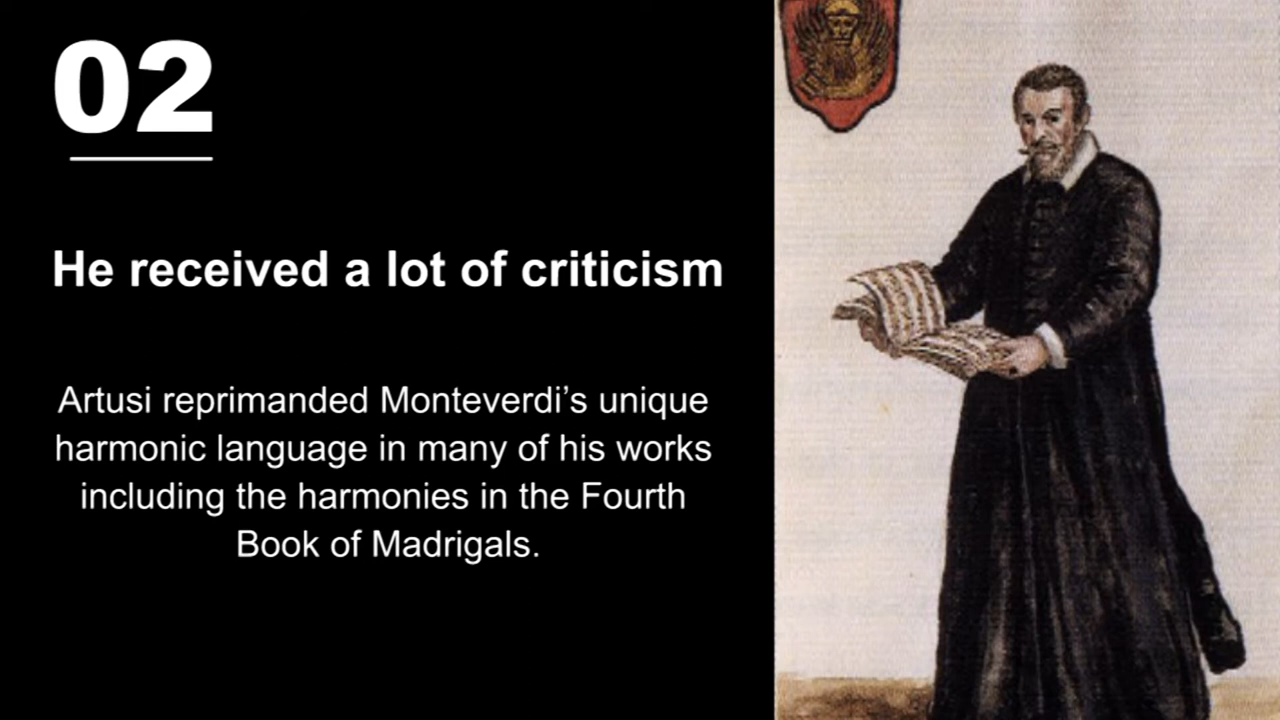 02
He received a lot of criticism
Artusi reprimanded Monteverdi’s unique
harmonic language in many of his works
including the harmonies in the Fourth
Book of Madrigals.